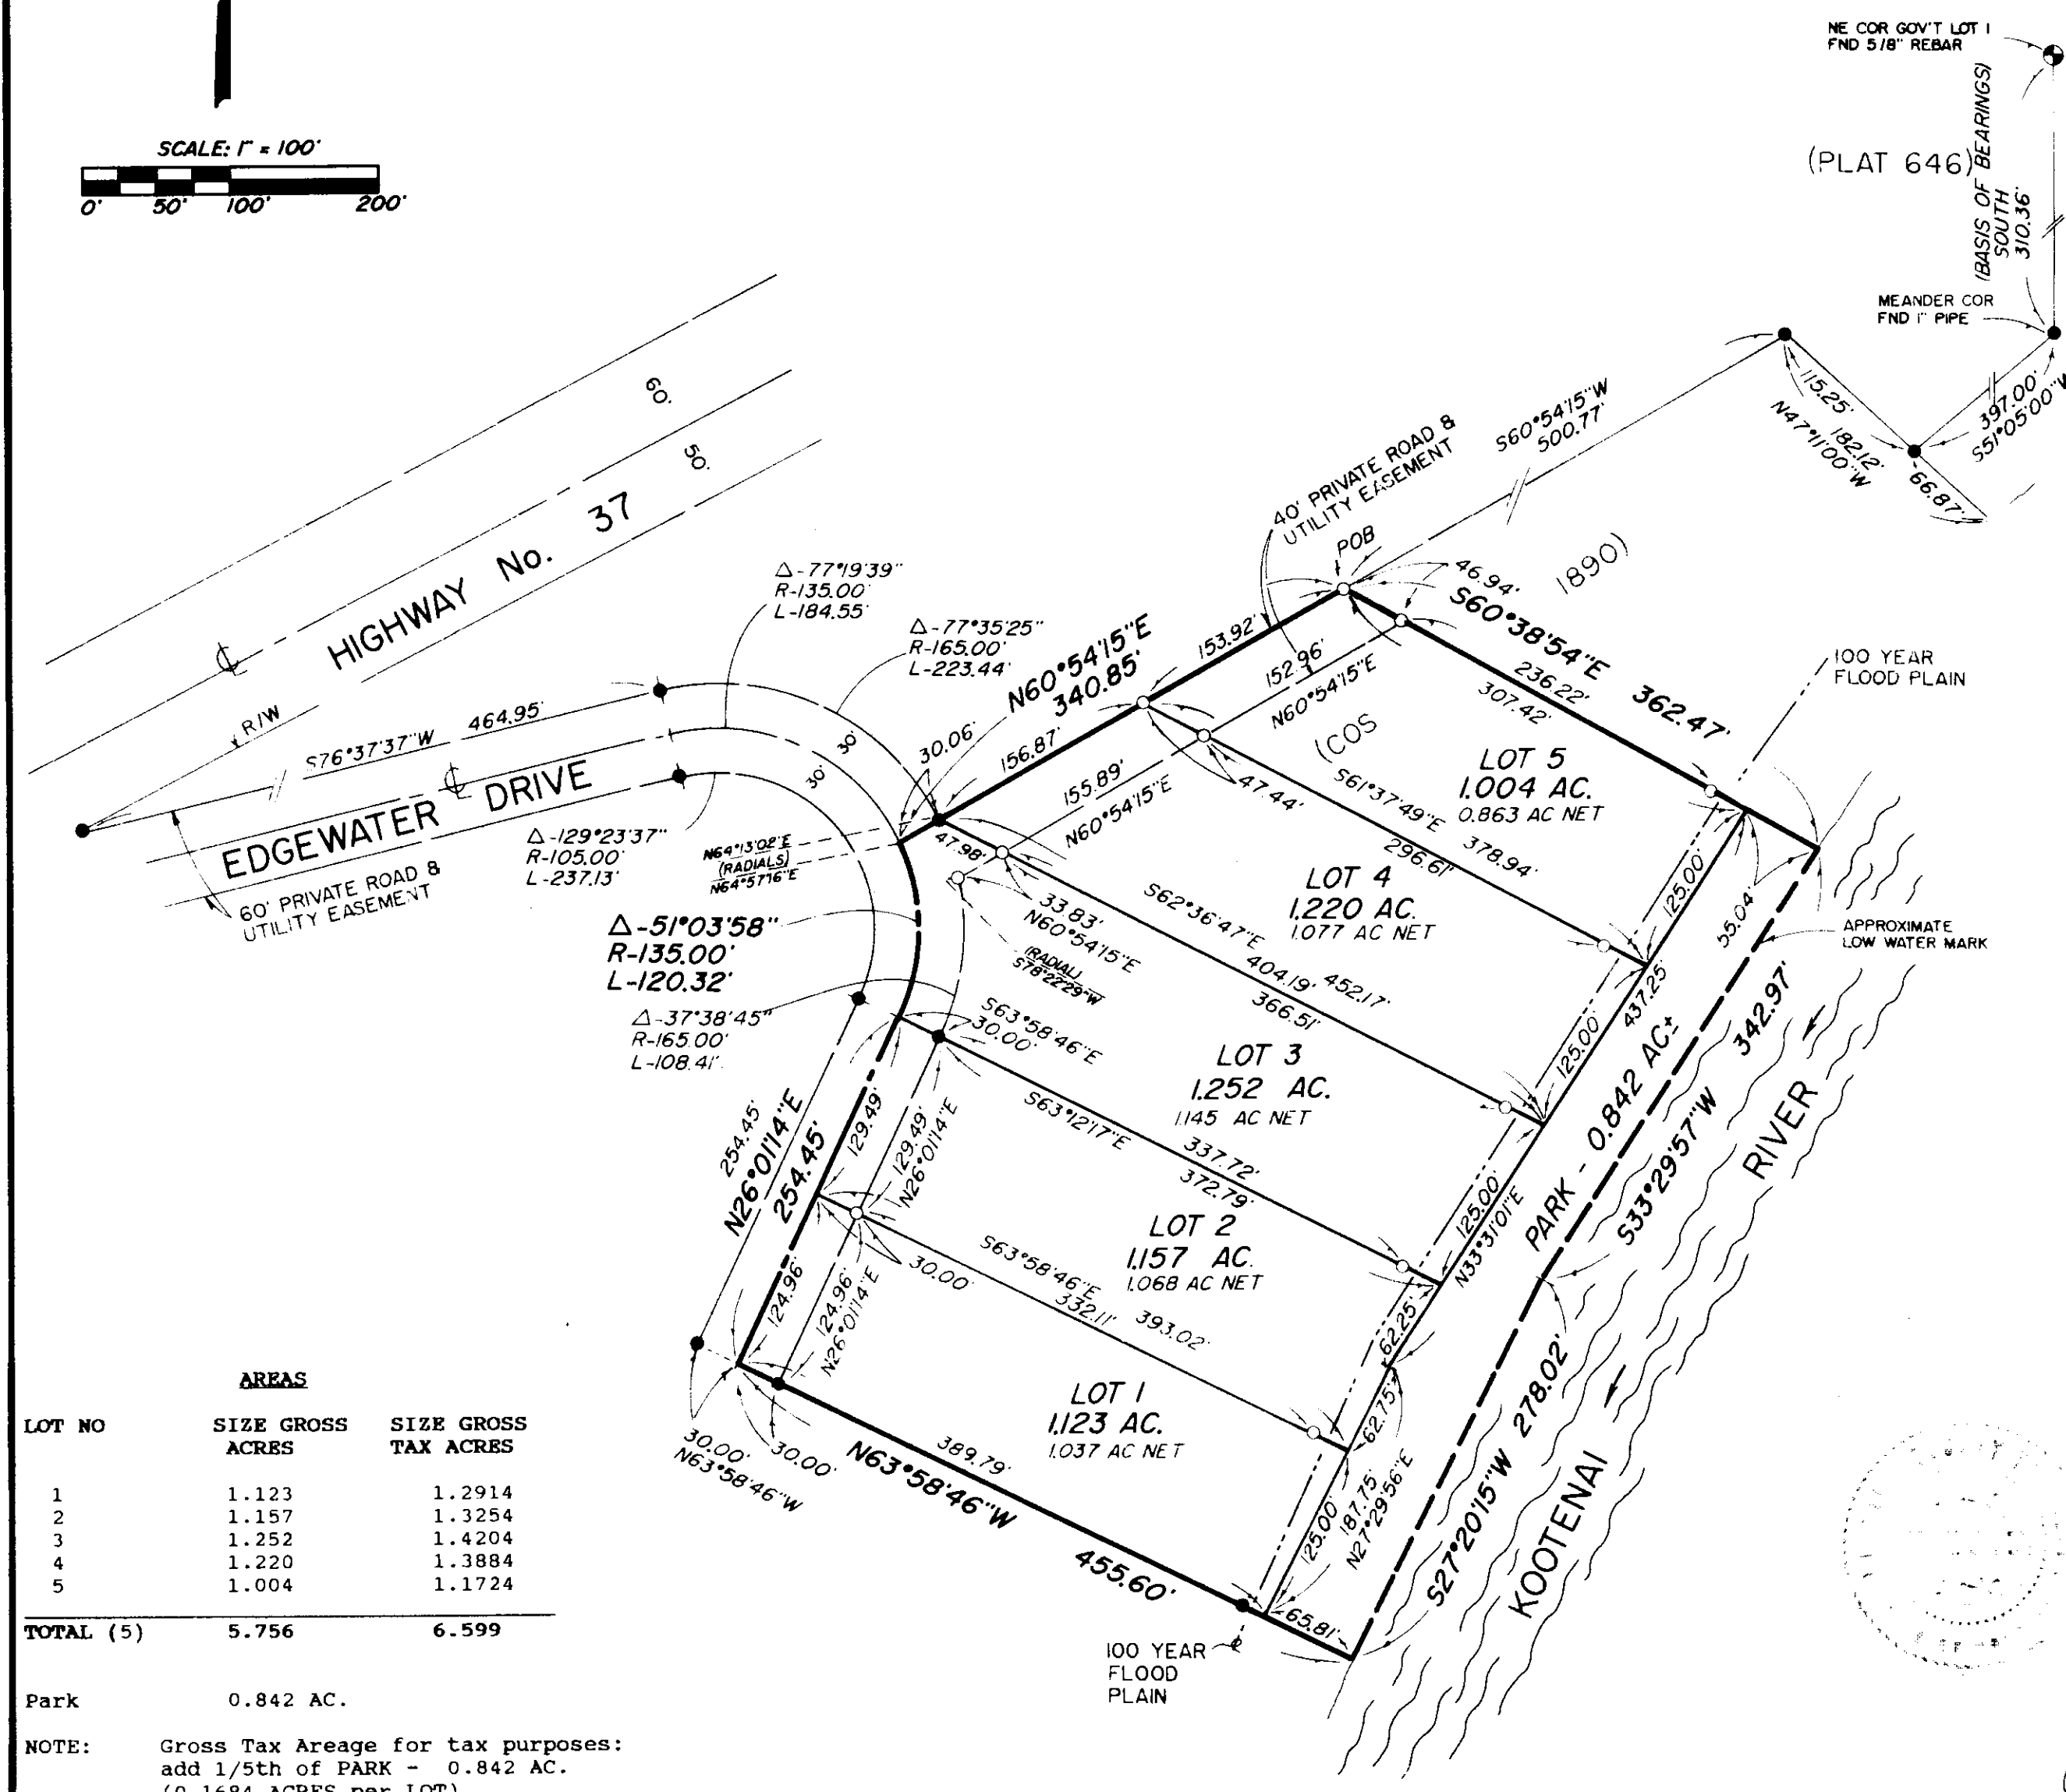 NE COR GOV'T LOT 1
FND 5/8" REBAR
(BASIS OF BEARINGS)
SOUTH
310.36'
(PLAT 646)
MEANDER COR
FND 1" PIPE
SCALE: 1" = 100'
0' 50' 100' 200'
115.25'
N47°11'00"W
182.12'
66.87'
397.00'
S51°05'00"W
S60°54'15"W
500.77'
60'
50'
HIGHWAY No. 37
R/W
40' PRIVATE ROAD &
UTILITY EASEMENT
POB
46.94'
S60°38'54"E 362.47'
236.22'
307.42'
(COS 1890)
100 YEAR
FLOOD PLAIN
Δ-77°19'39"
R-135.00'
L-184.55'
Δ-77°35'25"
R-165.00'
L-223.44'
N60°54'15"E
340.85'
153.92'
152.96'
N60°54'15"E
30.06'
156.87'
155.89'
N60°54'15"E
47.44'
S76°37'37"W 464.95'
30'
30'
EDGEWATER DRIVE
60' PRIVATE ROAD &
UTILITY EASEMENT
Δ-129°23'37"
R-105.00'
L-237.13'
N64°13'02"E
(RADIALS)
N64°57'16"E
47.98'
LOT 5
1.004 AC.
0.863 AC NET
S61°37'49"E
296.61' 378.94'
LOT 4
1.220 AC.
1.077 AC NET
125.00'
55.04'
APPROXIMATE
LOW WATER MARK
Δ-51°03'58"
R-135.00'
L-120.32'
33.83'
N60°54'15"E
(RADIAL)
S78°22'29"W
S62°36'47"E
404.19' 452.17'
366.51'
Δ-37°38'45"
R-165.00'
L-108.41'
S63°58'46"E
30.00'
LOT 3
1.252 AC.
1.145 AC NET
437.25'
125.00'
PARK - 0.842 AC±
S33°29'57"W 342.97'
KOOTENAI RIVER
254.45'
N26°01'14"E
254.45'
129.49'
129.49'
N26°01'14"E
S63°12'17"E
337.72'
372.79'
125.00'
N33°31'01"E
LOT 2
1.157 AC.
1.068 AC NET
30.00'
S63°58'46"E
332.11' 393.02'
124.96'
124.96'
N26°01'14"E
62.25'
62.75'
LOT 1
1.123 AC.
1.037 AC NET
30.00'
N63°58'46"W
30.00'
389.79'
N63°58'46"W
455.60'
125.00'
187.75'
N27°29'56"E
S27°20'15"W 278.02'
65.81'
100 YEAR
FLOOD
PLAIN
AREAS
LOT NO SIZE GROSS ACRES SIZE GROSS TAX ACRES
1 1.123 1.2914
2 1.157 1.3254
3 1.252 1.4204
4 1.220 1.3884
5 1.004 1.1724
TOTAL (5) 5.756 6.599
Park 0.842 AC.
NOTE: Gross Tax Areage for tax purposes:
add 1/5th of PARK - 0.842 AC.
(0.1684 ACRES per LOT)